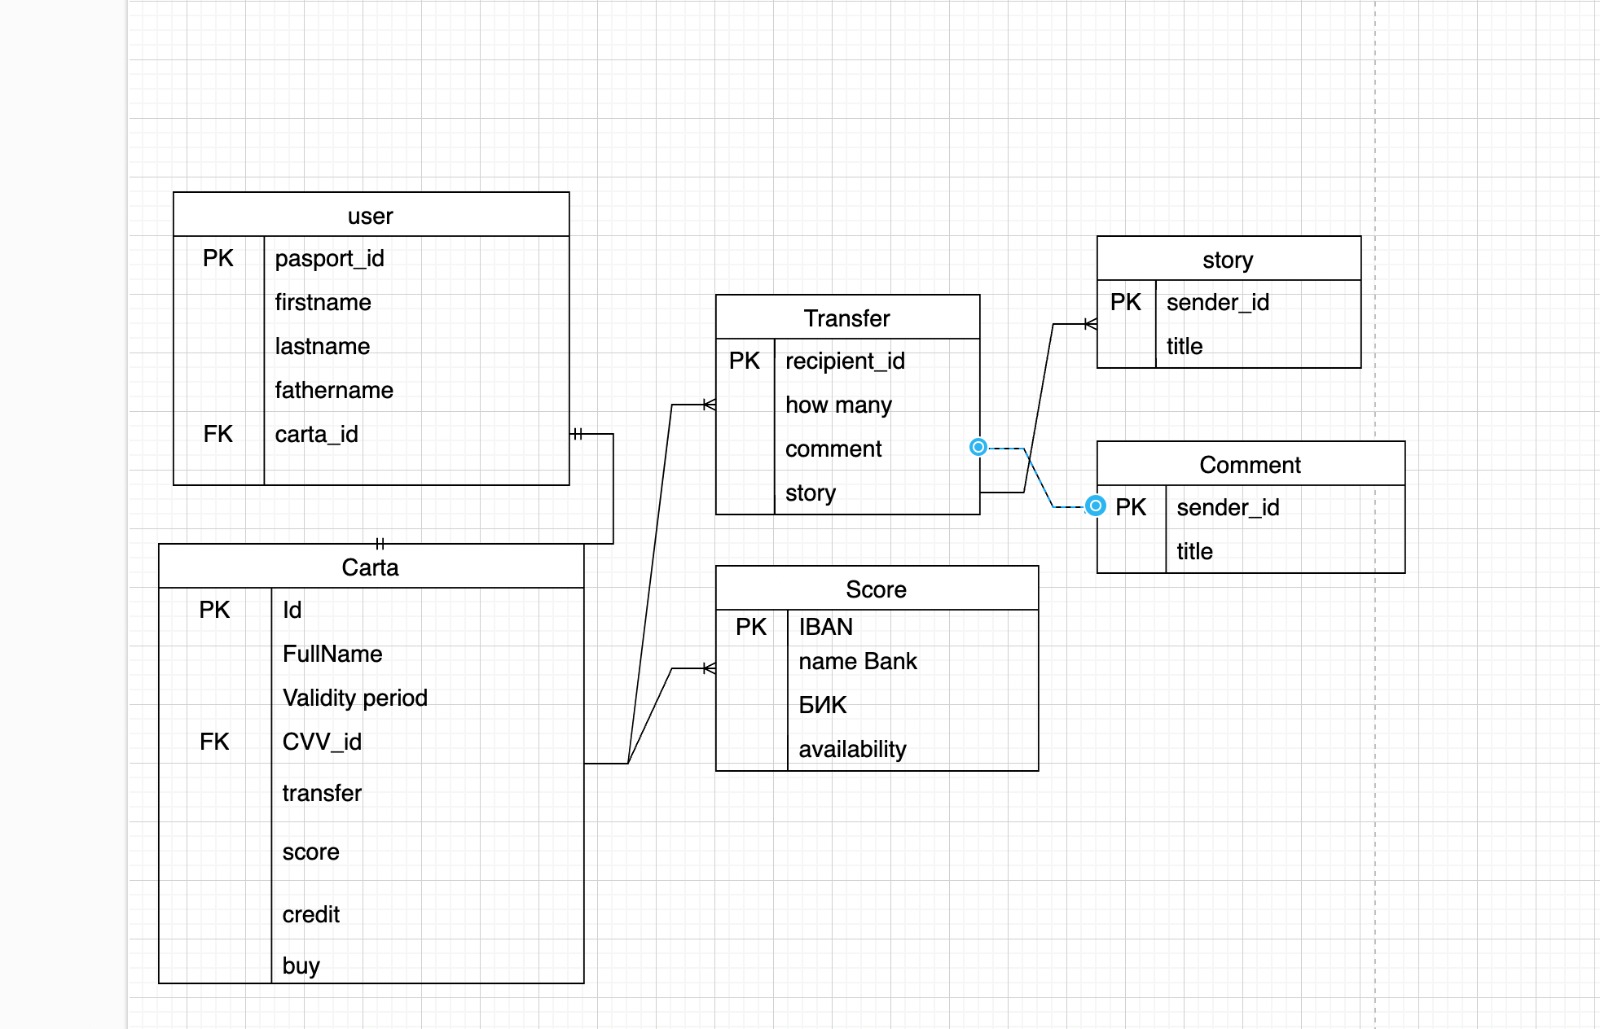 user
PK pasport_id
firstname
lastname
fathername
FK carta_id
Carta
PK Id
FullName
Validity period
FK CVV_id
transfer
score
credit
buy
Transfer
PK recipient_id
how many
comment
story
Score
PK IBAN
name Bank
БИК
availability
story
PK sender_id
title
Comment
PK sender_id
title